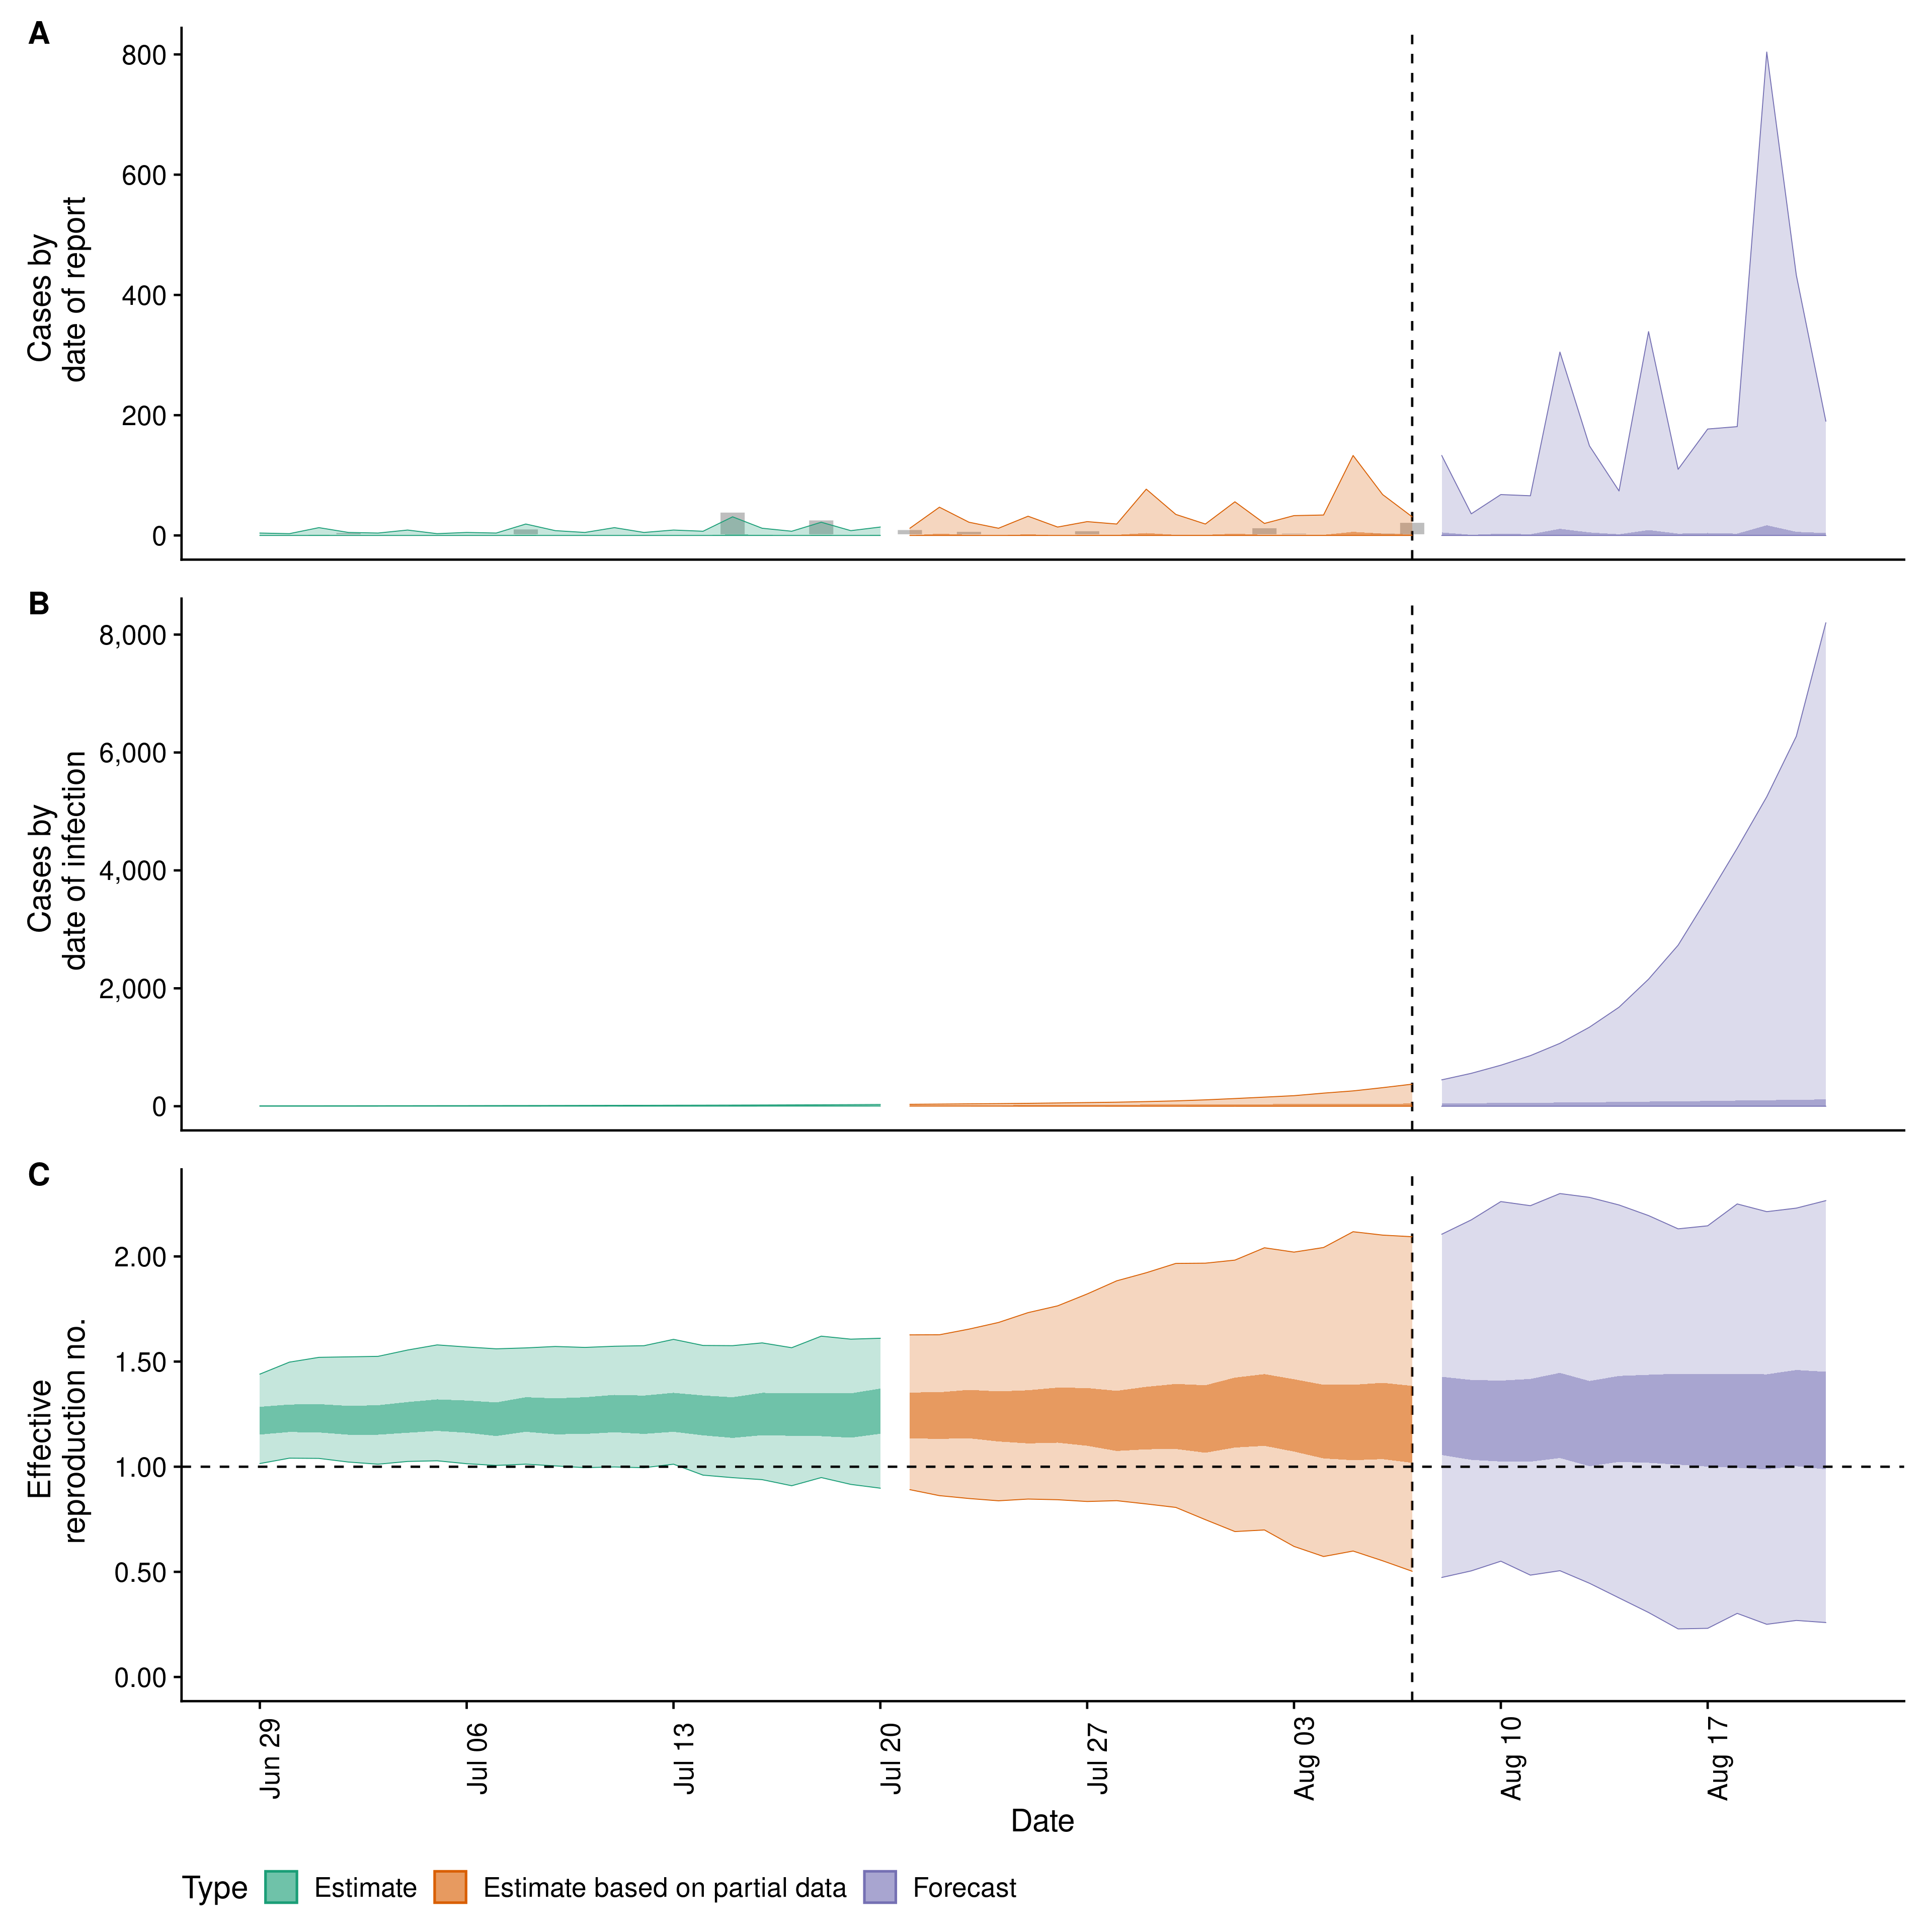 A
800
600
400
200
0
Cases by
date of report
B
8,000
6,000
4,000
2,000
0
Cases by
date of infection
C
2.00
1.50
1.00
0.50
0.00
Effective
reproduction no.
Jun 29
Jul 06
Jul 13
Jul 20
Jul 27
Aug 03
Aug 10
Aug 17
Date
Type Estimate Estimate based on partial data Forecast